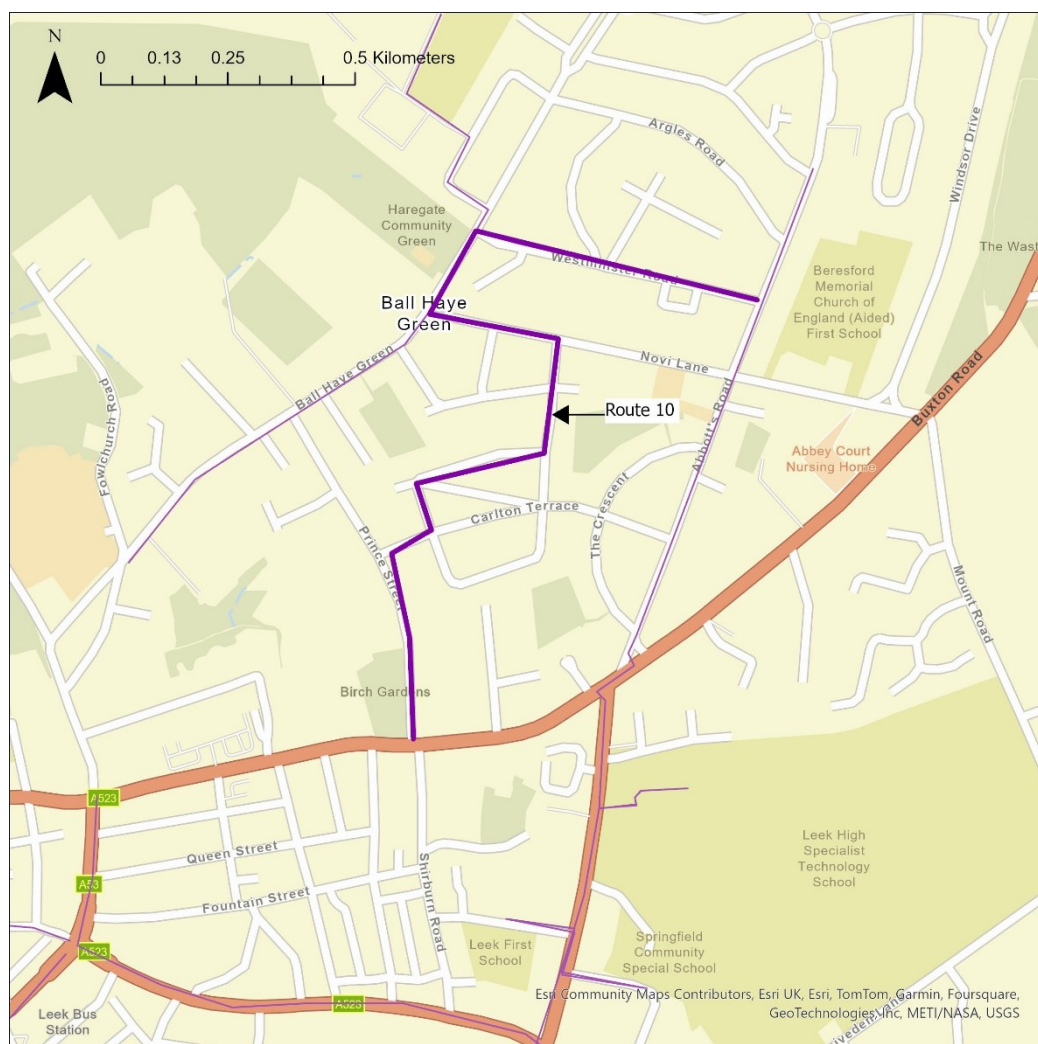 N
0 0.13 0.25 0.5 Kilometers
Argles Road
Windsor Drive
Haregate
Community
Green
The Wast
Westminster Road
Beresford
Memorial
Church of
England (Aided)
First School
Ball Haye
Green
Novi Lane
Ball Haye Green
Buxton Road
Fowlchurch Road
Route 10
Abbott's Road
Abbey Court
Nursing Home
The Crescent
Carlton Terrace
Prince Street
Mount Road
Birch Gardens
A523
Leek High
Specialist
Technology
School
Queen Street
Shirburn Road
A53
Fountain Street
Leek First
School
Springfield
Community
Special School
A523
A523
Leek Bus
Station
Esri Community Maps Contributors, Esri UK, Esri, TomTom, Garmin, Foursquare,
GeoTechnologies, Inc, METI/NASA, USGS